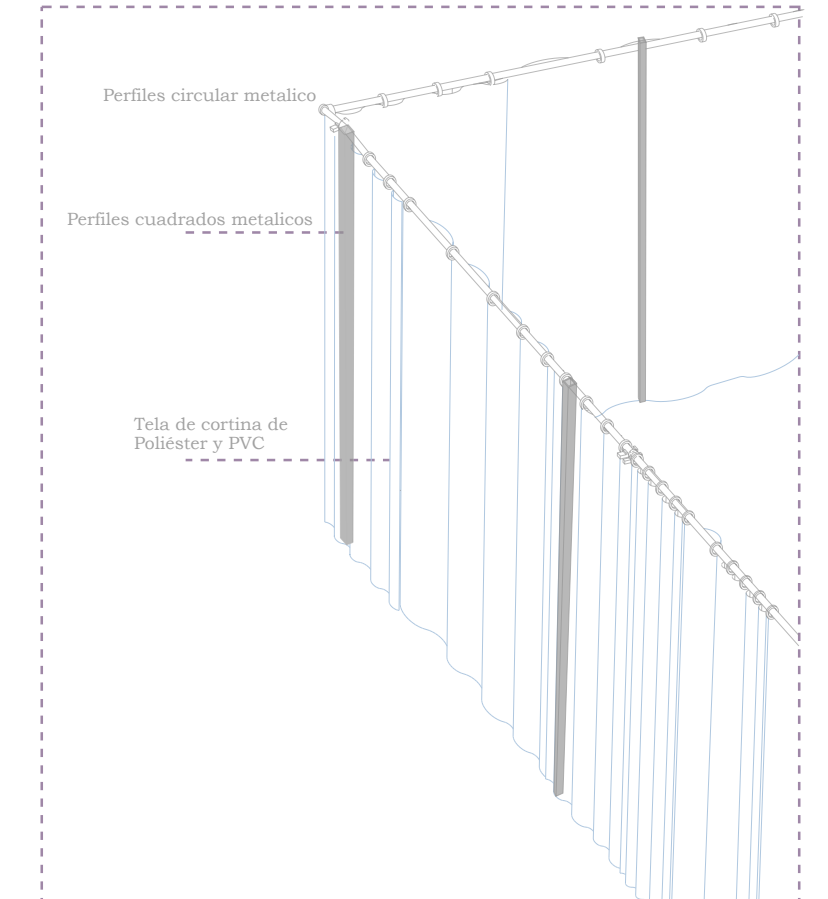 Perfiles circular metalico
Perfiles cuadrados metalicos
Tela de cortina de
Poliéster y PVC